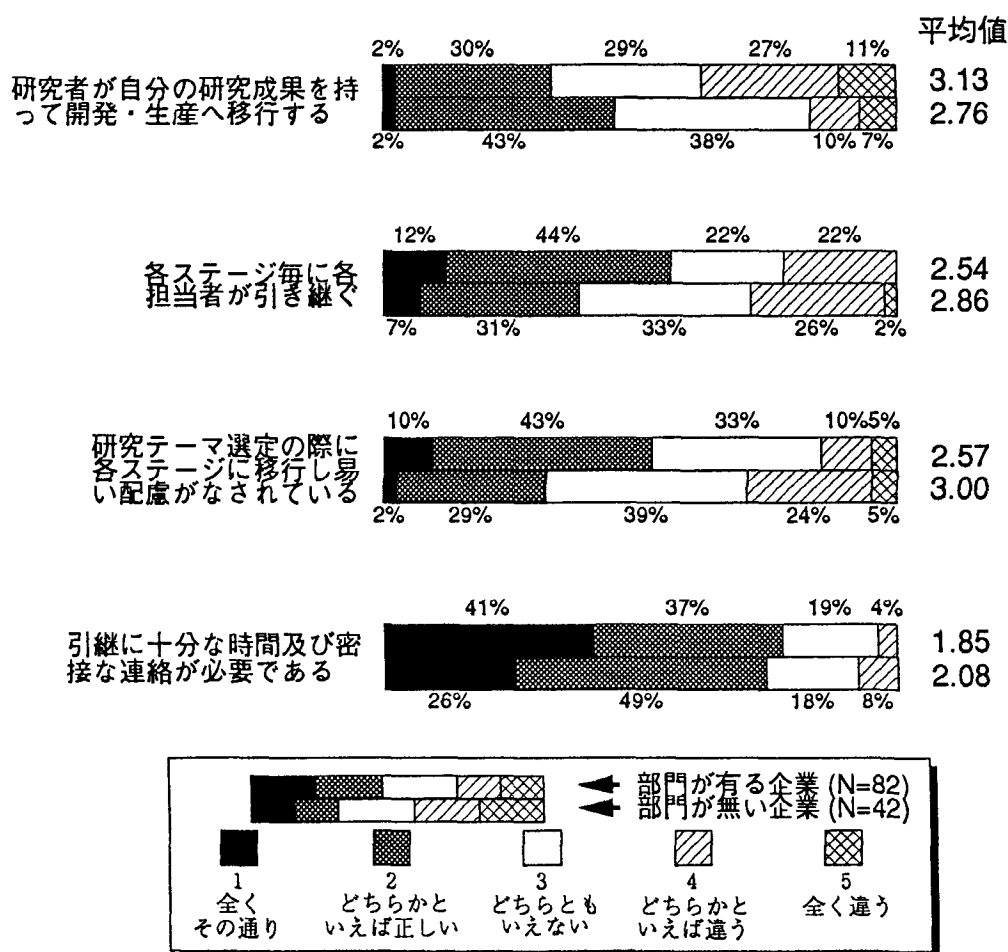 平均値
2% 30% 29% 27% 11%
研究者が自分の研究成果を持
って開発・生産へ移行する
3.13
2.76
2% 43% 38% 10% 7%
12% 44% 22% 22%
各ステージ毎に各
担当者が引き継ぐ
2.54
2.86
7% 31% 33% 26% 2%
10% 43% 33% 10% 5%
研究テーマ選定の際に
各ステージに移行し易
い配慮がなされている
2.57
3.00
2% 29% 39% 24% 5%
41% 37% 19% 4%
引継に十分な時間及び密
接な連絡が必要である
1.85
2.08
26% 49% 18% 8%
部門が有る企業 (N=82)
部門が無い企業 (N=42)
1 2 3 4 5
全く どちらかと どちらとも どちらかと 全く違う
その通り いえば正しい いえない いえば違う